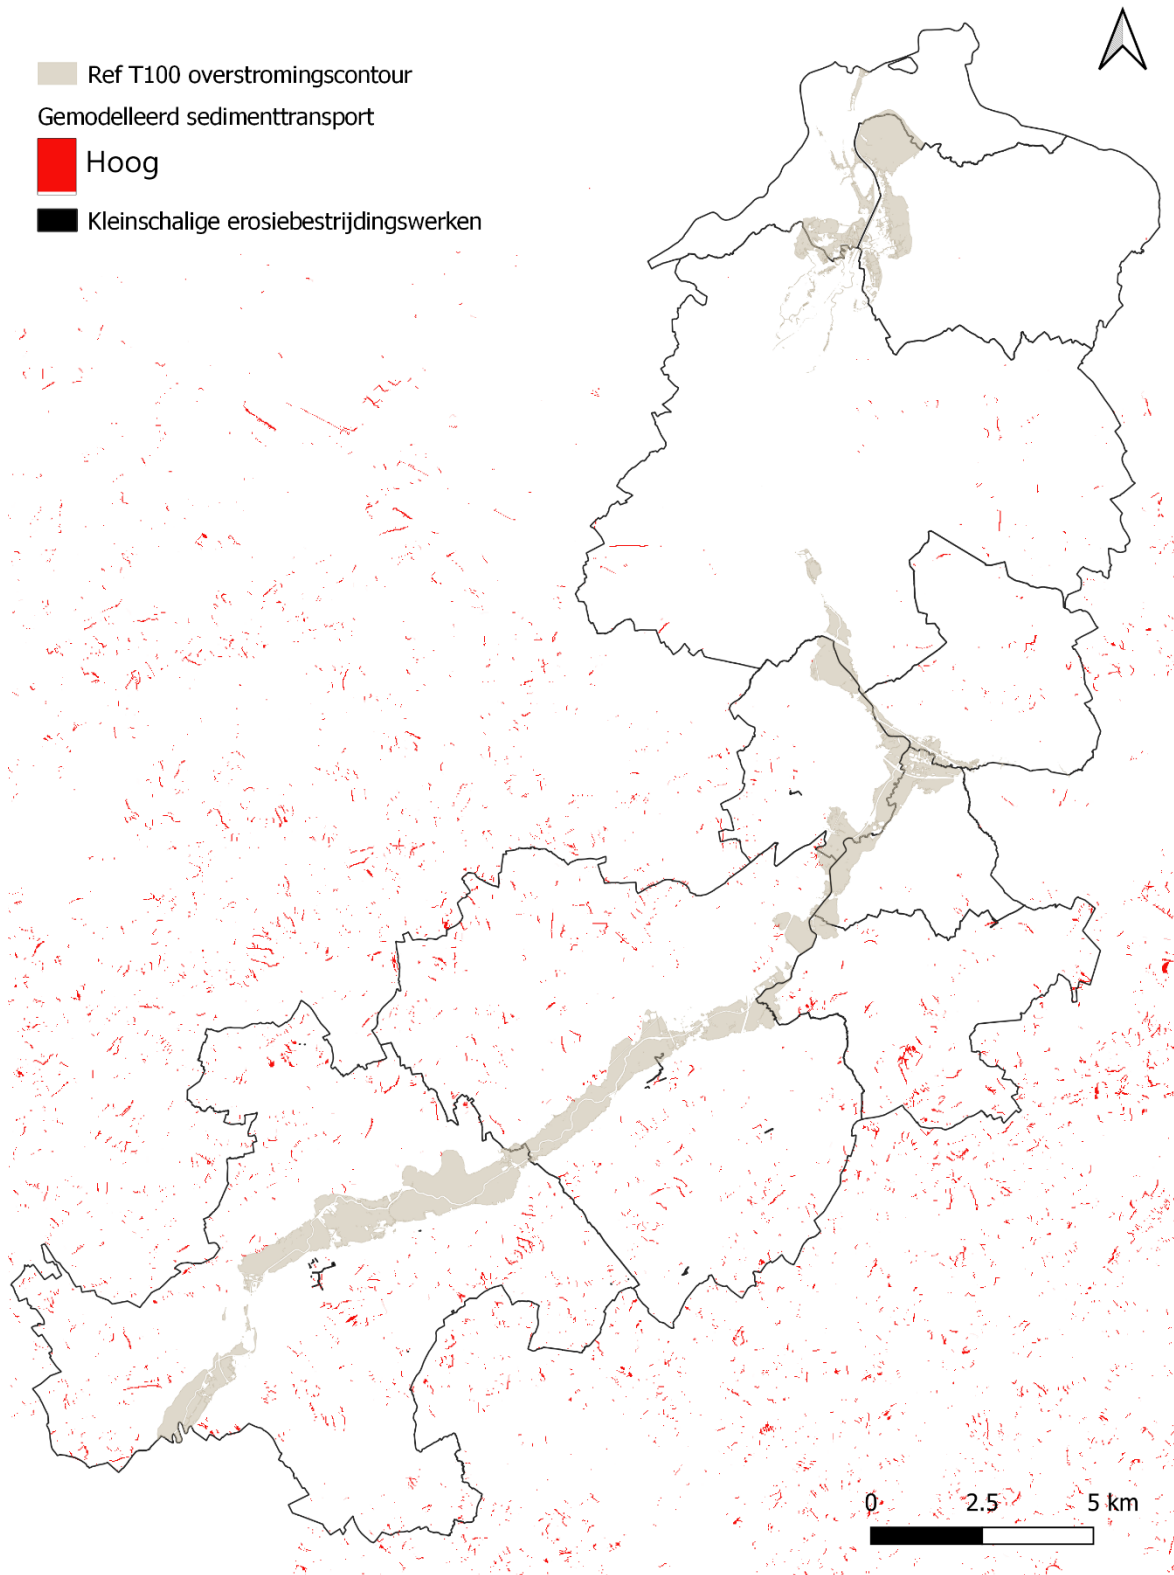 Ref T100 overstromingscontour
Gemodelleerd sedimenttransport
Hoog
Kleinschalige erosiebestrijdingswerken
0 2.5 5 km